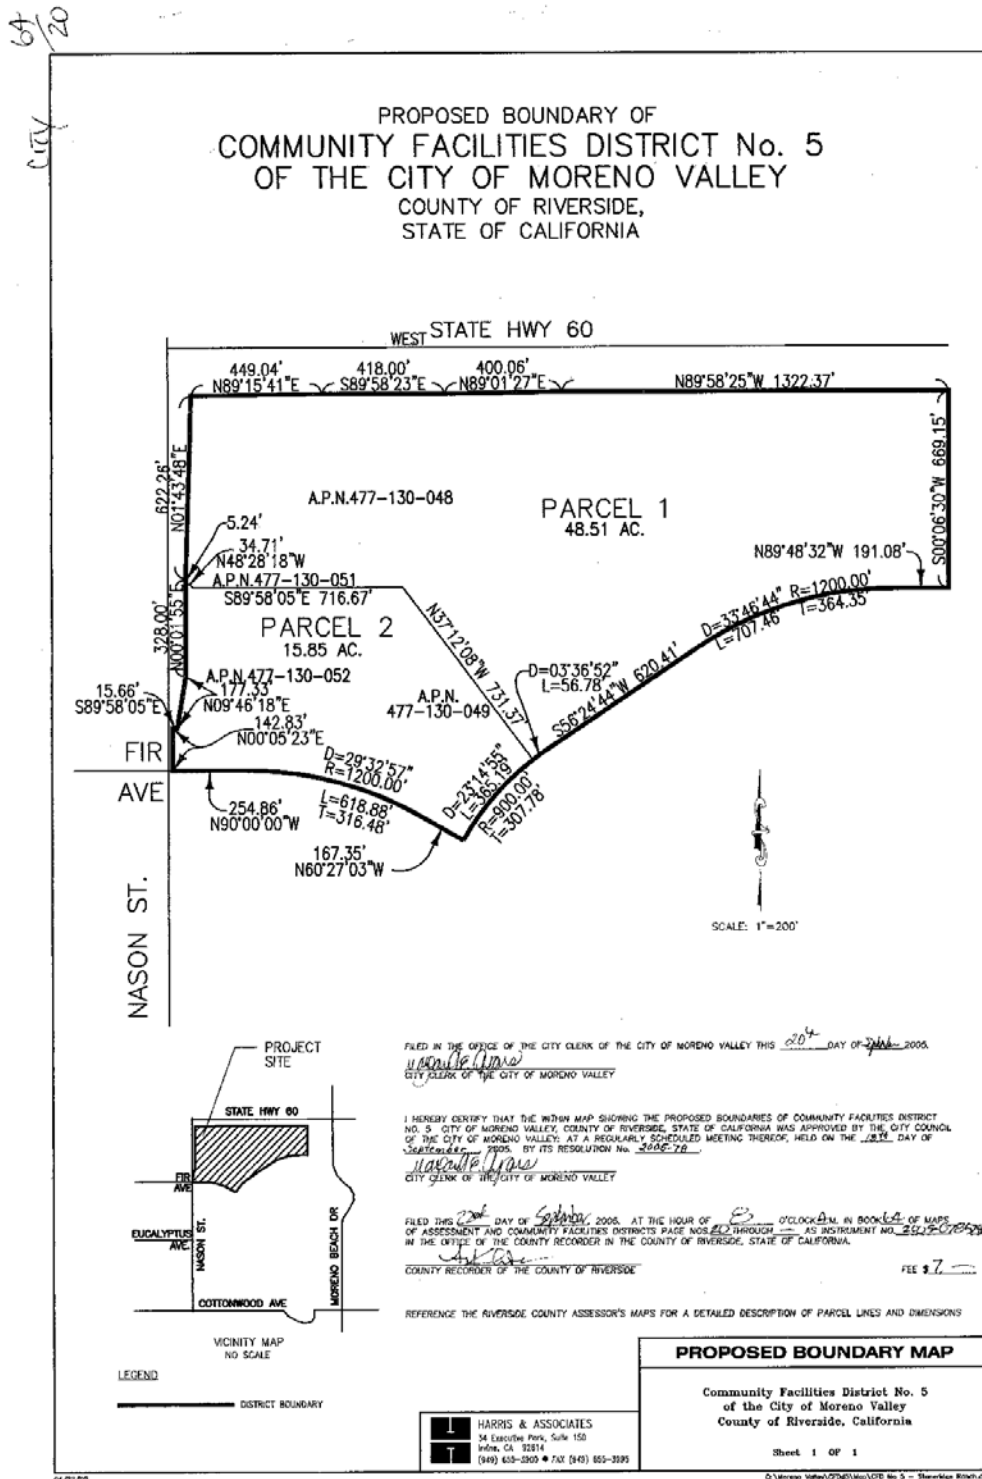 64/20
CITY
PROPOSED BOUNDARY OF
COMMUNITY FACILITIES DISTRICT No. 5
OF THE CITY OF MORENO VALLEY
COUNTY OF RIVERSIDE,
STATE OF CALIFORNIA
WEST STATE HWY 60
449.04'
N89°15'41"E
418.00'
S89°58'23"E
400.06'
N89°01'27"E
N89°58'25"W 1322.37'
622.26'
N01°43'48"E
S00°06'30"W 669.15'
A.P.N.477-130-048
PARCEL 1
48.51 AC.
5.24'
34.71'
N48°28'18"W
N89°48'32"W 191.08'
A.P.N.477-130-051
S89°58'05"E 716.67'
328.00'
N00°01'55"E
PARCEL 2
15.85 AC.
N37°12'08"W 731.37'
D=33°46'44"
L=707.46'
R=1200.00'
T=364.35'
A.P.N.477-130-052
177.33'
N09°46'18"E
15.66'
S89°58'05"E
142.83'
N00°05'23"E
A.P.N.
477-130-049
D=03°36'52"
L=56.78'
S56°24'44"W 620.41'
FIR
AVE
D=29°32'57"
R=1200.00'
L=618.88'
T=316.48'
D=23°14'55"
L=365.19'
R=900.00'
T=307.78'
254.86'
N90°00'00"W
167.35'
N60°27'03"W
NASON ST.
SCALE: 1"=200'
PROJECT
SITE
STATE HWY 60
FIR
AVE
EUCALYPTUS
AVE.
NASON ST.
MORENO BEACH DR
COTTONWOOD AVE
VICINITY MAP
NO SCALE
LEGEND
DISTRICT BOUNDARY
FILED IN THE OFFICE OF THE CITY CLERK OF THE CITY OF MORENO VALLEY THIS 20th DAY OF 2005.
CITY CLERK OF THE CITY OF MORENO VALLEY
I HEREBY CERTIFY THAT THE WITHIN MAP SHOWING THE PROPOSED BOUNDARIES OF COMMUNITY FACILITIES DISTRICT
NO. 5 CITY OF MORENO VALLEY, COUNTY OF RIVERSIDE, STATE OF CALIFORNIA WAS APPROVED BY THE CITY COUNCIL
OF THE CITY OF MORENO VALLEY; AT A REGULARLY SCHEDULED MEETING THEREOF, HELD ON THE DAY OF
September 2005. BY ITS RESOLUTION No.
CITY CLERK OF THE CITY OF MORENO VALLEY
FILED THIS 22nd DAY OF September, 2005. AT THE HOUR OF 8 O'CLOCK A.M. IN BOOK 64 OF MAPS
OF ASSESSMENT AND COMMUNITY FACILITIES DISTRICTS PAGE NOS. 20 THROUGH — AS INSTRUMENT NO.
IN THE OFFICE OF THE COUNTY RECORDER IN THE COUNTY OF RIVERSIDE, STATE OF CALIFORNIA.
COUNTY RECORDER OF THE COUNTY OF RIVERSIDE
FEE $ 7.—
REFERENCE THE RIVERSIDE COUNTY ASSESSOR'S MAPS FOR A DETAILED DESCRIPTION OF PARCEL LINES AND DIMENSIONS
PROPOSED BOUNDARY MAP
Community Facilities District No. 5
of the City of Moreno Valley
County of Riverside, California
Sheet 1 OF 1
HARRIS & ASSOCIATES
34 Executive Park, Suite 150
Irvine, CA 92614